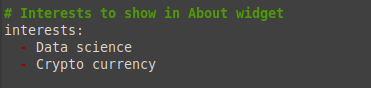 # Interests to show in About widget
interests:
  - Data science
  - Crypto currency